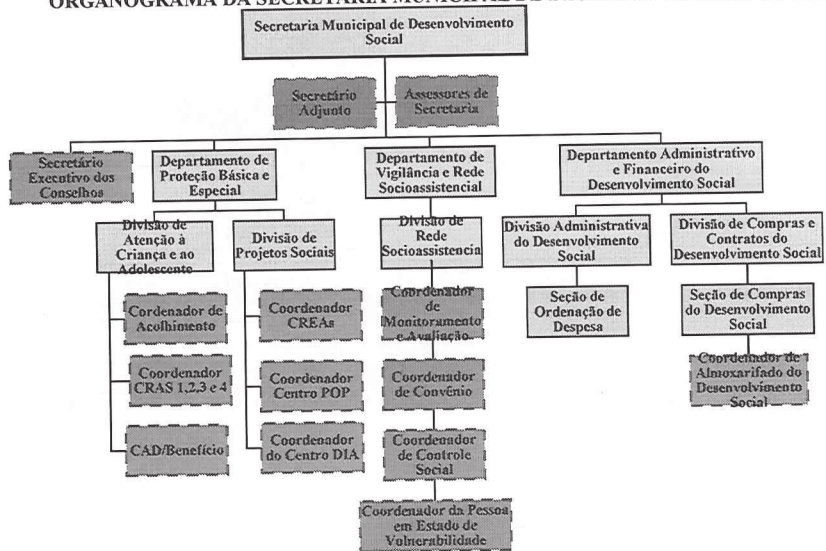 ORGANOGRAMA DA SECRETARIA MUNICIPAL DE
Secretaria Municipal de Desenvolvimento
Social
Secretário
Adjunto
Assessores de
Secretaria
Secretário
Executivo dos
Conselhos
Departamento de
Proteção Básica e
Especial
Departamento de
Vigilância e Rede
Socioassistencial
Departamento Administrativo
e Financeiro do
Desenvolvimento Social
Divisão de
Atenção à
Criança e ao
Adolescente
Divisão de
Projetos Sociais
Divisão de
Rede
Socioassistencia
Divisão Administrativa
do Desenvolvimento
Social
Divisão de Compras e
Contratos do
Desenvolvimento Social
Cordenador de
Acolhimento
Coordenador
CREAs
Coordenador
de
Monitoramento
e Avaliação
Seção de
Ordenação de
Despesa
Seção de Compras
do Desenvolvimento
Social
Coordenador
CRAS 1,2,3 e 4
Coordenador
Centro POP
Coordenador
de Convênio
Coordenador de
Almoxarifado do
Desenvolvimento
Social
CAD/Benefício
Coordenador
do Centro DIA
Coordenador
de Controle
Social
Coordenador da Pessoa
em Estado de
Vulnerabilidade